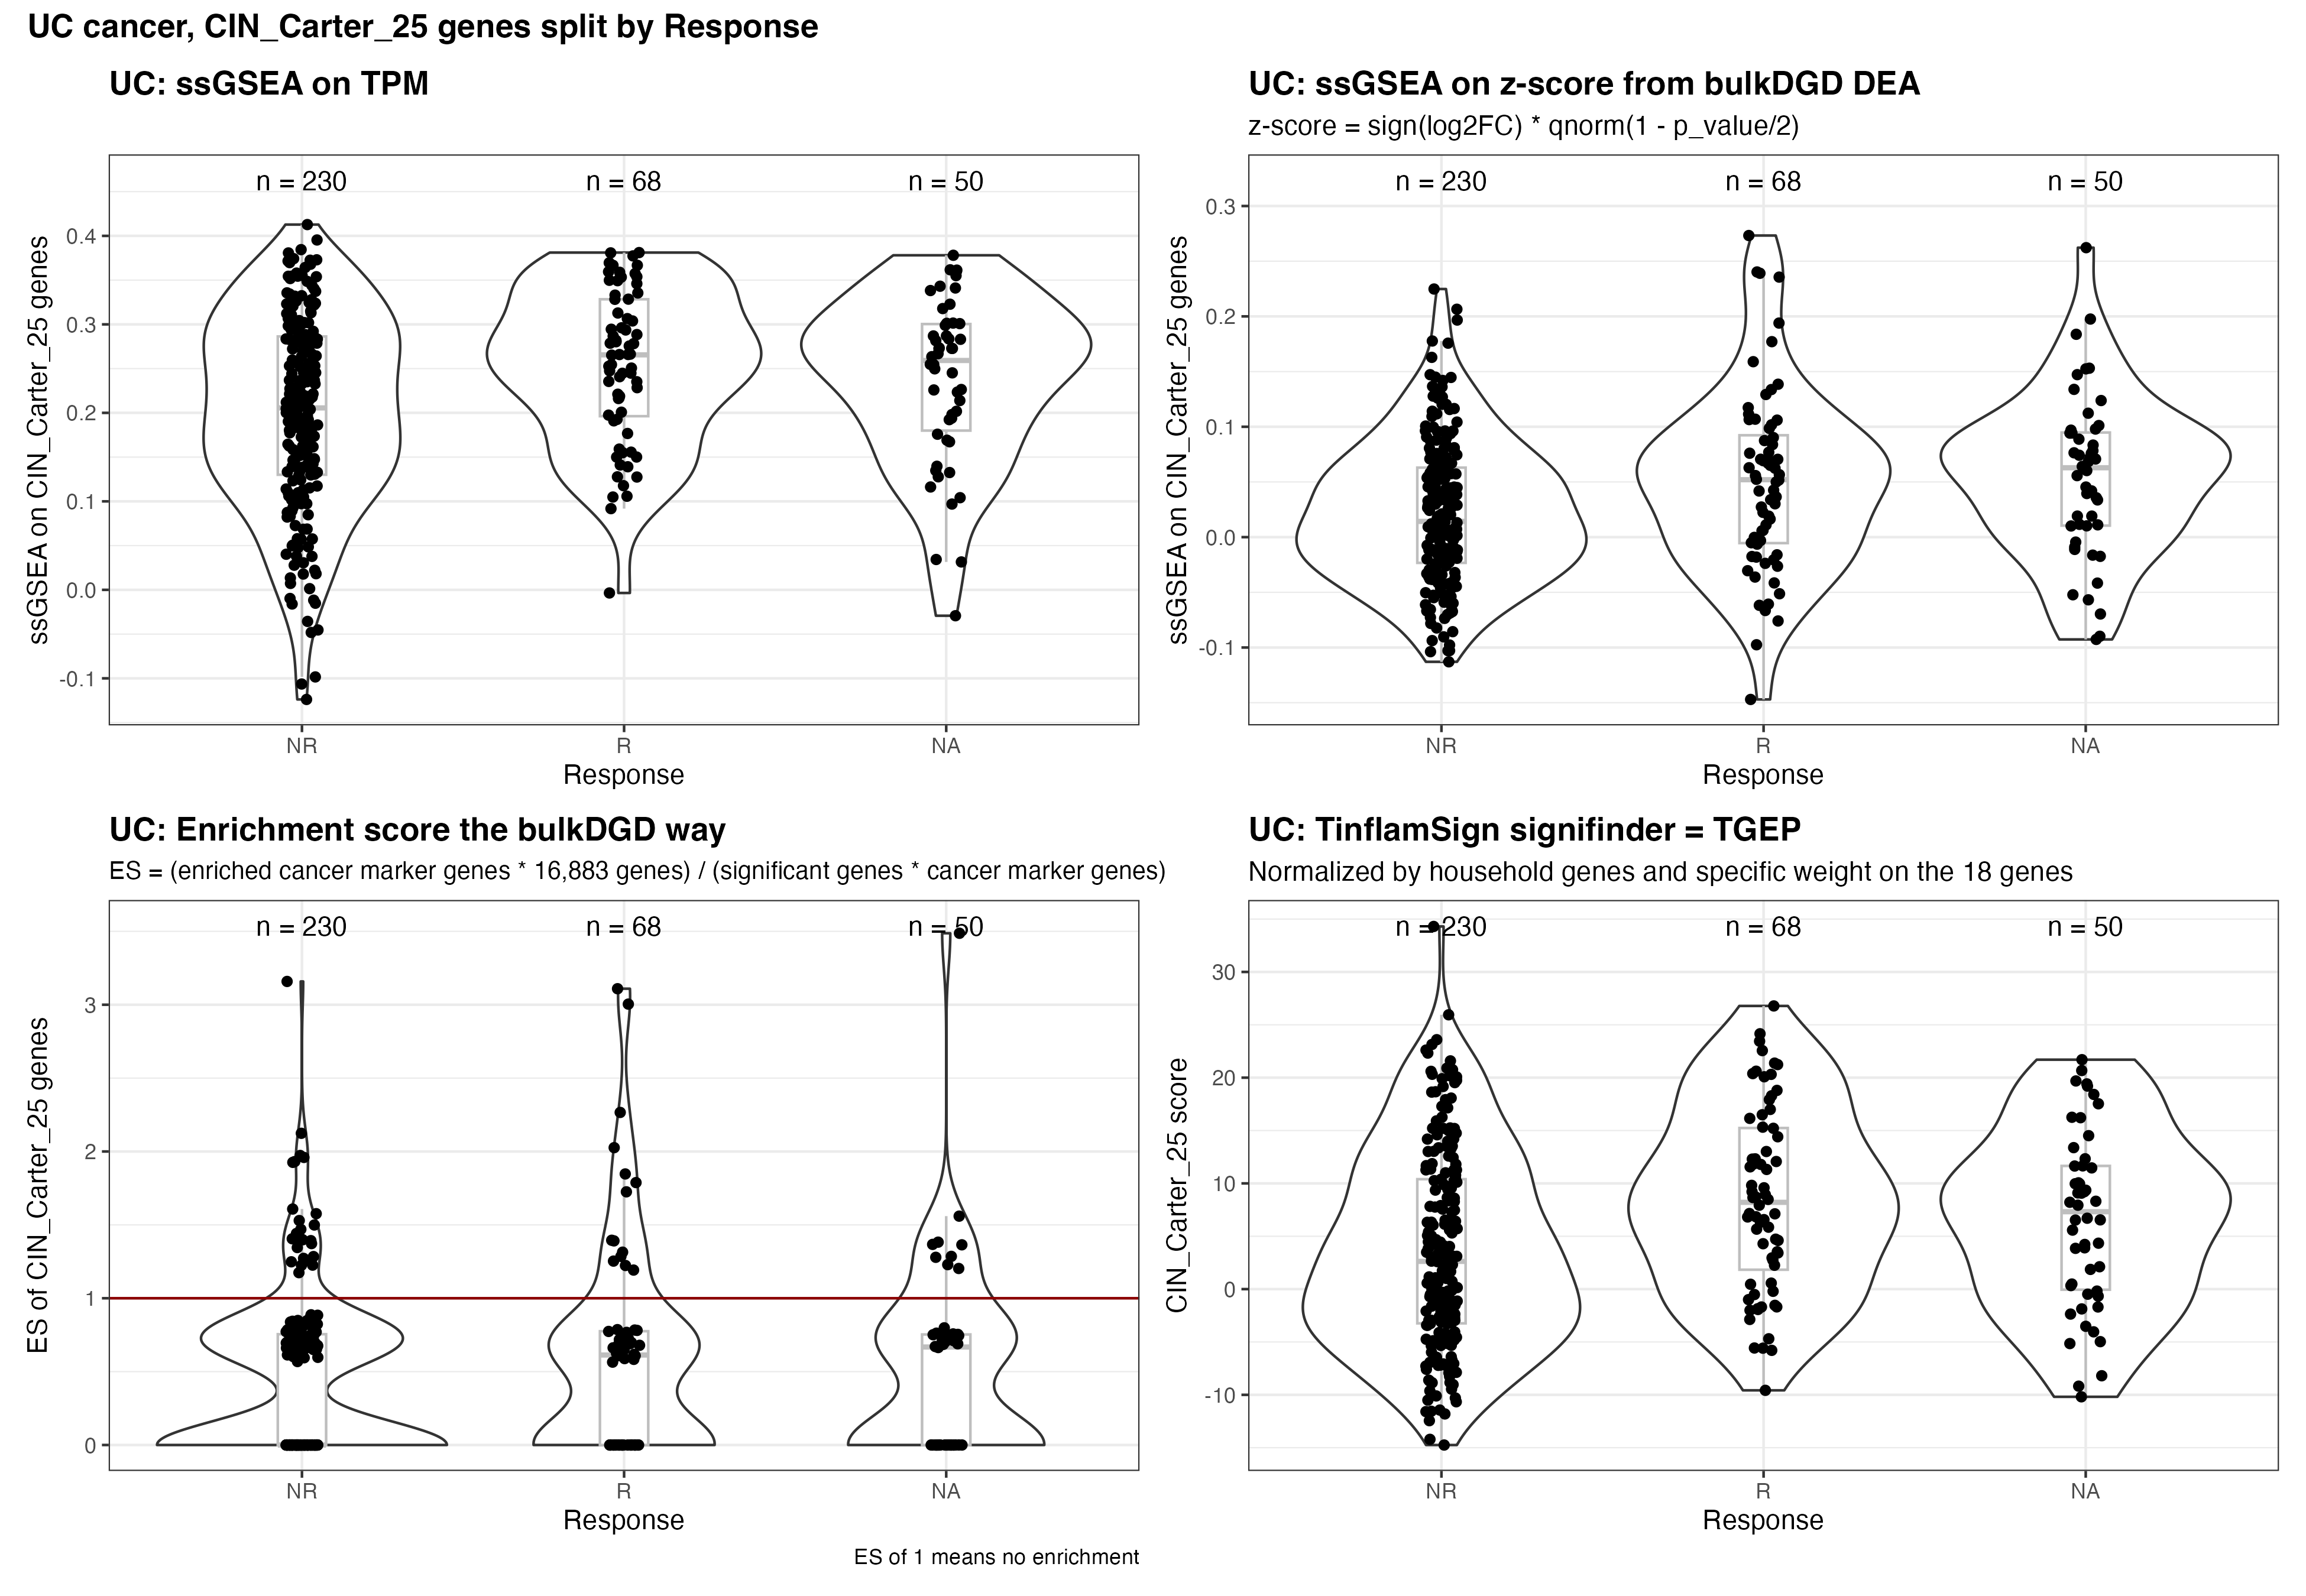 UC cancer, CIN_Carter_25 genes split by Response
UC: ssGSEA on TPM
n = 230
n = 68
n = 50
ssGSEA on CIN_Carter_25 genes
0.4
0.3
0.2
0.1
0.0
-0.1
NR
R
NA
Response
UC: ssGSEA on z-score from bulkDGD DEA
z-score = sign(log2FC) * qnorm(1 - p_value/2)
n = 230
n = 68
n = 50
ssGSEA on CIN_Carter_25 genes
0.3
0.2
0.1
0.0
-0.1
NR
R
NA
Response
UC: Enrichment score the bulkDGD way
ES = (enriched cancer marker genes * 16,883 genes) / (significant genes * cancer marker genes)
n = 230
n = 68
n = 50
ES of CIN_Carter_25 genes
3
2
1
0
NR
R
NA
Response
ES of 1 means no enrichment
UC: TinflamSign signifinder = TGEP
Normalized by household genes and specific weight on the 18 genes
n = 230
n = 68
n = 50
CIN_Carter_25 score
30
20
10
0
-10
NR
R
NA
Response